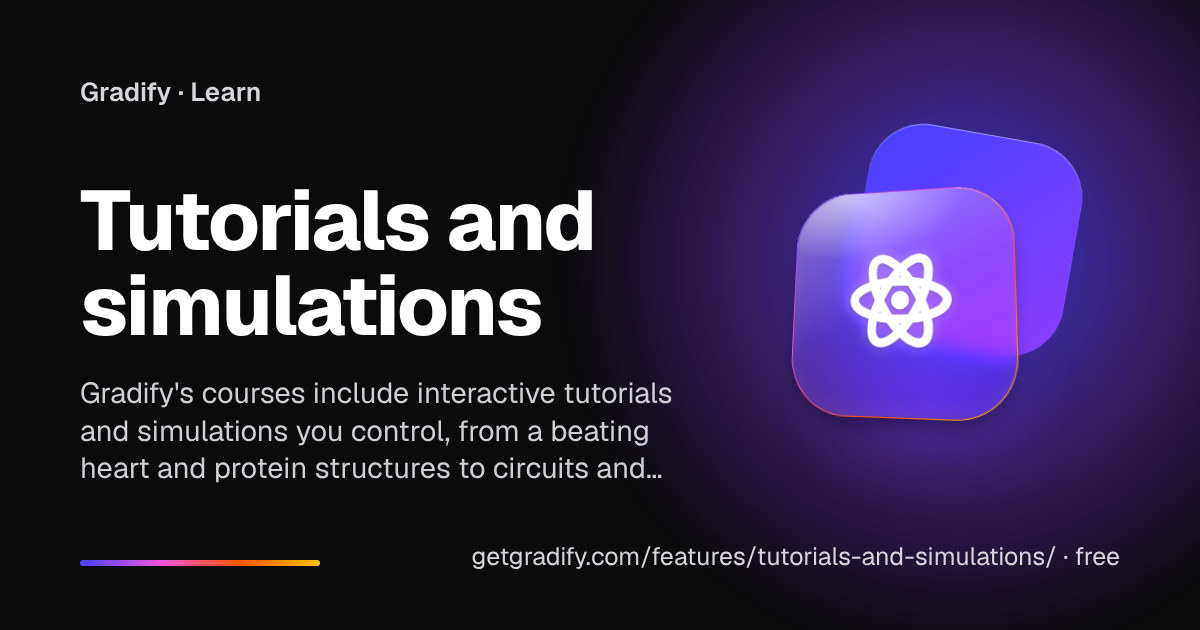 Gradify · Learn
Tutorials and
simulations
Gradify's courses include interactive tutorials
and simulations you control, from a beating
heart and protein structures to circuits and...
getgradify.com/features/tutorials-and-simulations/ · free